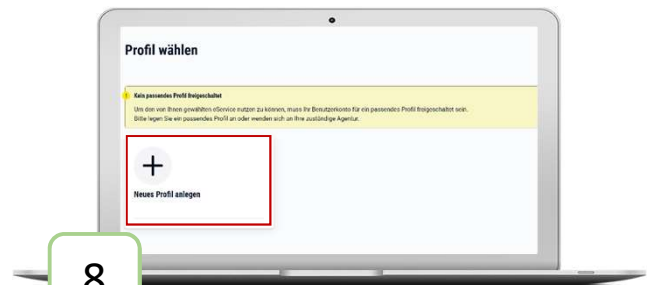 Profil wählen
Kein passendes Profil freigeschaltet
Um den von Ihnen gewählten eService nutzen zu können, muss Ihr Benutzerkonto für ein passendes Profil freigeschaltet sein.
Bitte legen Sie ein passendes Profil an oder wenden sich an Ihre zuständige Agentur.
Neues Profil anlegen
8